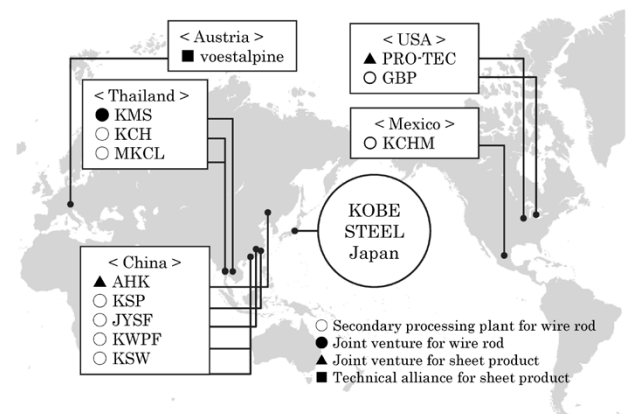 < Austria >
■ voestalpine
< USA >
▲ PRO-TEC
○ GBP
< Thailand >
● KMS
○ KCH
○ MKCL
< Mexico >
○ KCHM
KOBE
STEEL
Japan
< China >
▲ AHK
○ KSP
○ JYSF
○ KWPF
○ KSW
○ Secondary processing plant for wire rod
● Joint venture for wire rod
▲ Joint venture for sheet product
■ Technical alliance for sheet product